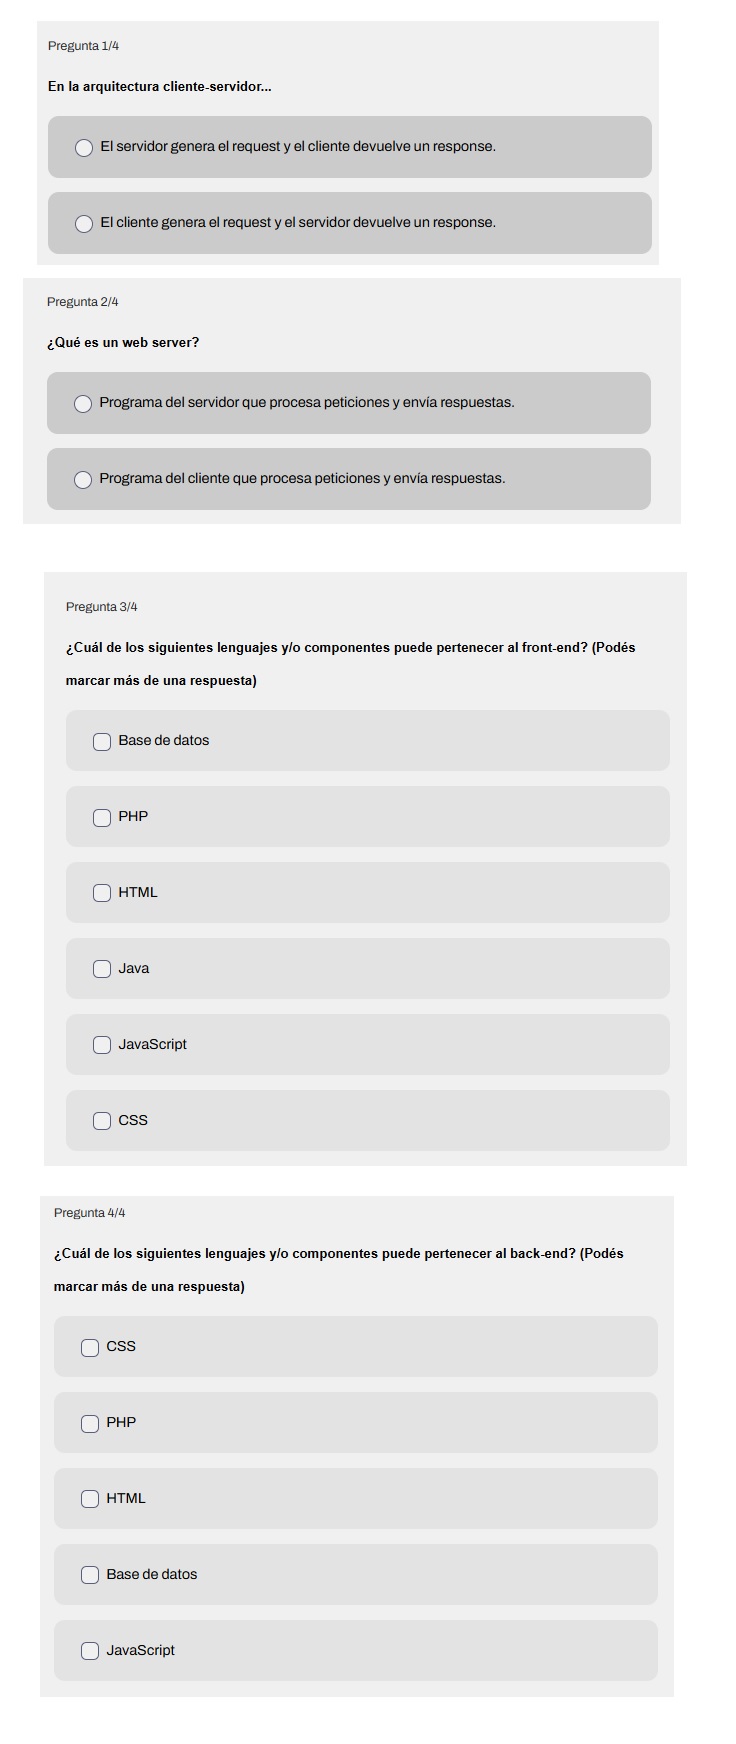 Pregunta 1/4
En la arquitectura cliente-servidor...
El servidor genera el request y el cliente devuelve un response.
El cliente genera el request y el servidor devuelve un response.
Pregunta 2/4
¿Qué es un web server?
Programa del servidor que procesa peticiones y envía respuestas.
Programa del cliente que procesa peticiones y envía respuestas.
Pregunta 3/4
¿Cuál de los siguientes lenguajes y/o componentes puede pertenecer al front-end? (Podés
marcar más de una respuesta)
Base de datos
PHP
HTML
Java
JavaScript
CSS
Pregunta 4/4
¿Cuál de los siguientes lenguajes y/o componentes puede pertenecer al back-end? (Podés
marcar más de una respuesta)
CSS
PHP
HTML
Base de datos
JavaScript